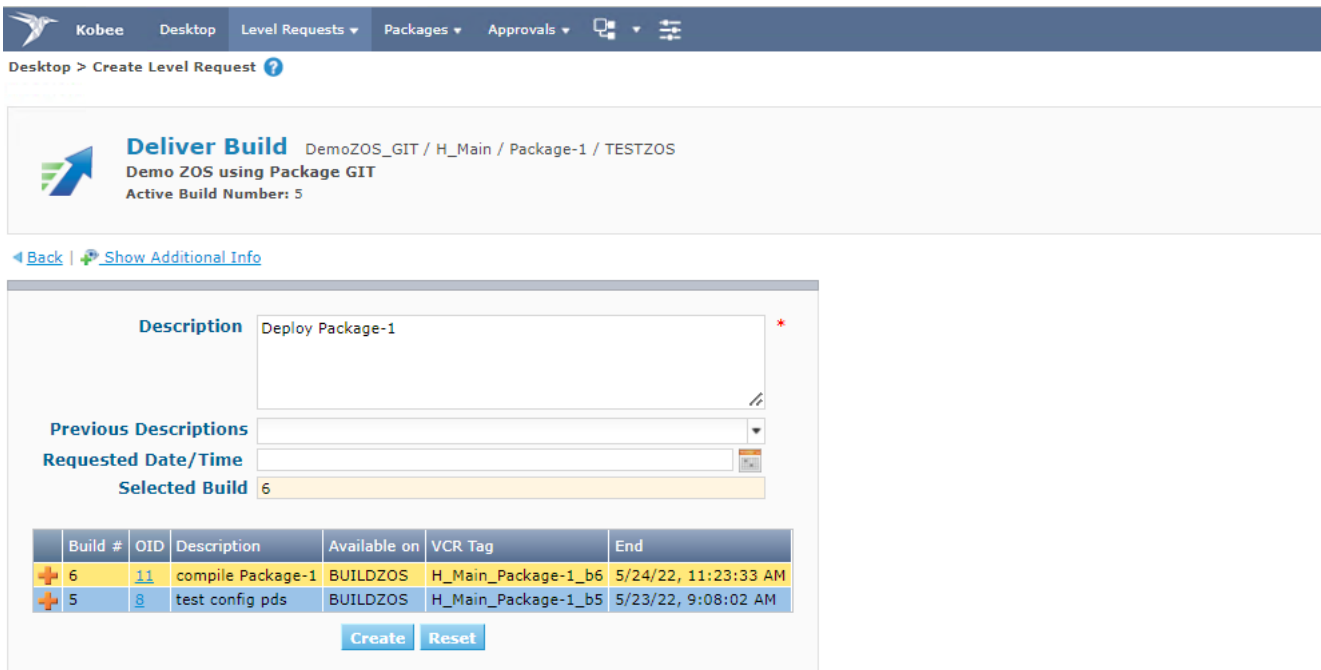 Kobee Desktop Level Requests Packages Approvals
Desktop > Create Level Request ?
Deliver Build DemoZOS_GIT / H_Main / Package-1 / TESTZOS
Demo ZOS using Package GIT
Active Build Number: 5
Back | Show Additional Info
Description Deploy Package-1 *
Previous Descriptions
Requested Date/Time
Selected Build 6
Build # OID Description Available on VCR Tag End
6 11 compile Package-1 BUILDZOS H_Main_Package-1_b6 5/24/22, 11:23:33 AM
5 8 test config pds BUILDZOS H_Main_Package-1_b5 5/23/22, 9:08:02 AM
Create Reset